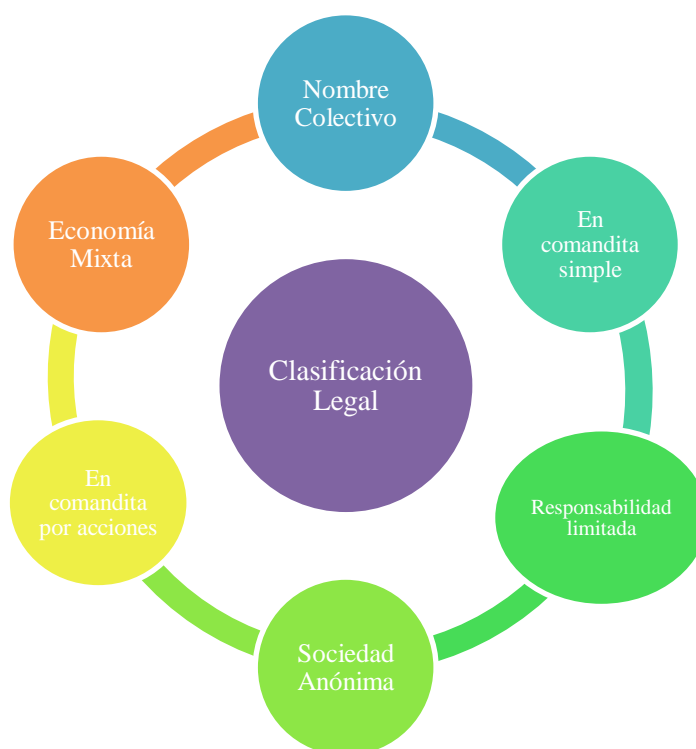 Nombre
Colectivo
En
comandita
simple
Responsabilidad
limitada
Sociedad
Anónima
En
comandita
por acciones
Economía
Mixta
Clasificación
Legal